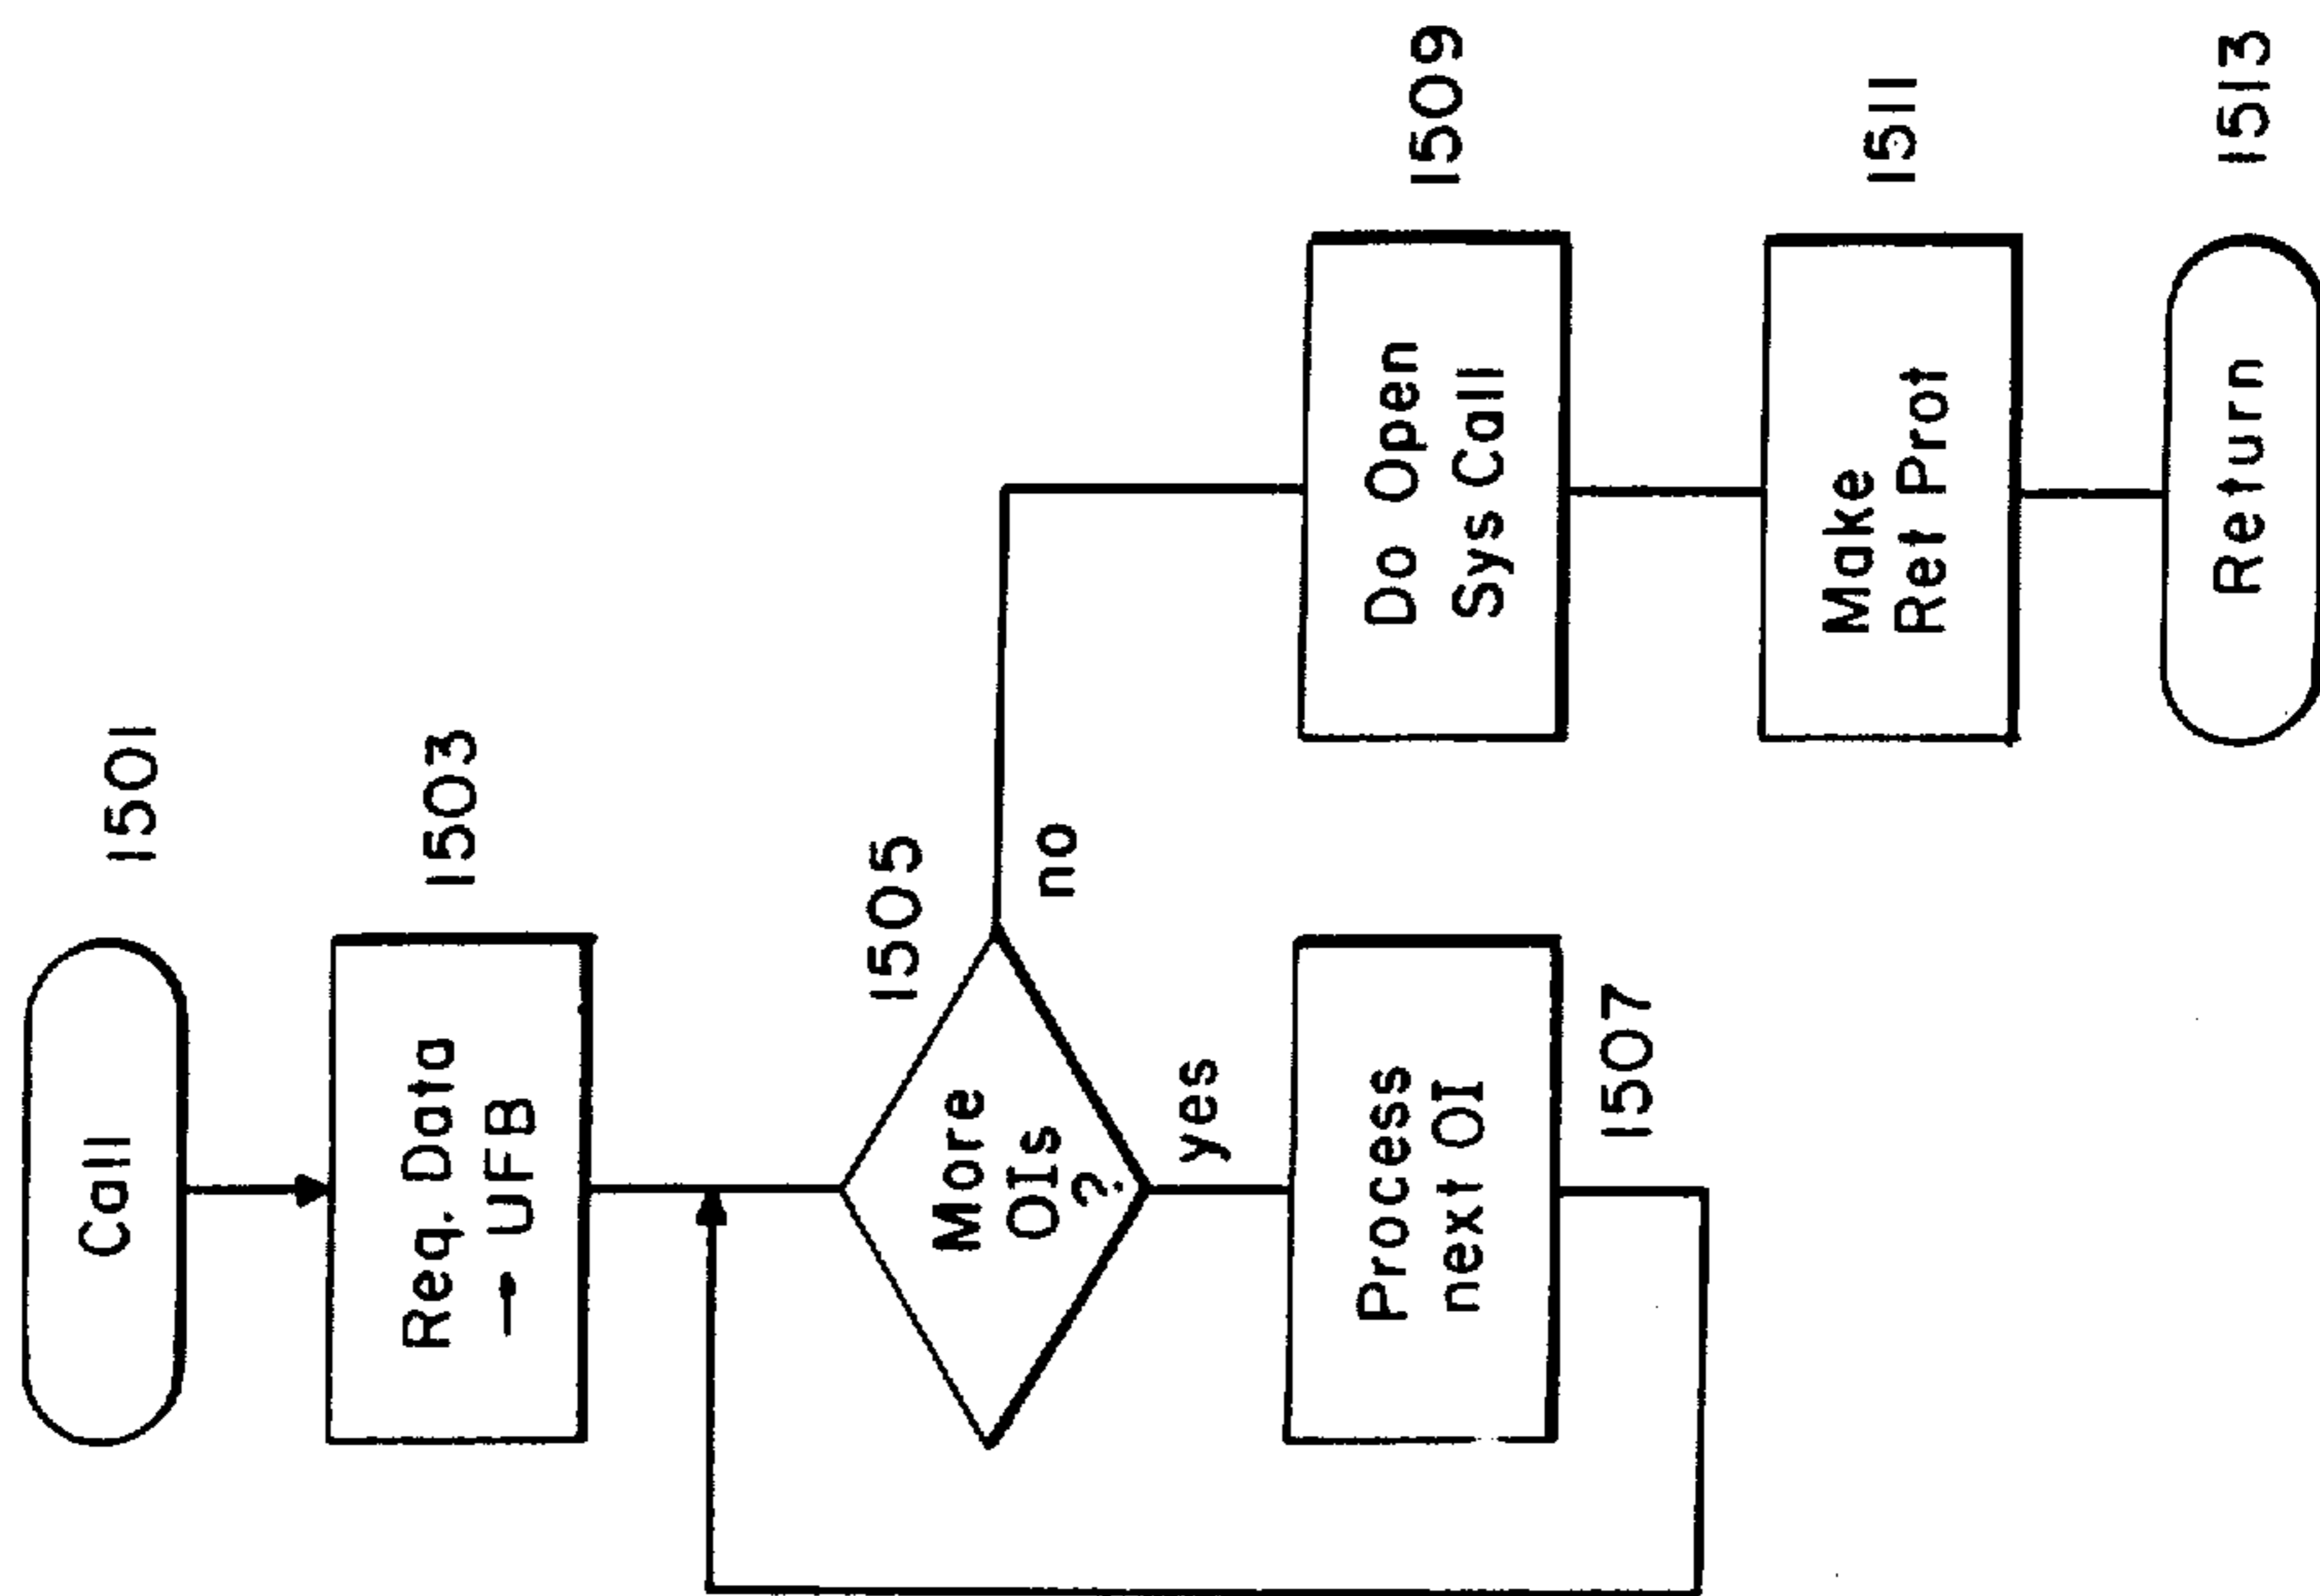 Call
1501
Req. Data
→ UFB
1503
More
OIs
?
1505
yes
no
Process
next OI
1507
Do Open
Sys Call
1509
Make
Ret Prot
1511
Return
1513